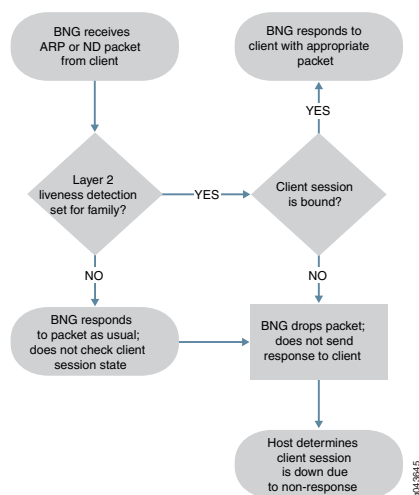 BNG receives
ARP or ND packet
from client
BNG responds to
client with appropriate
packet
YES
Layer 2
liveness detection
set for family?
YES
Client session
is bound?
NO
NO
BNG responds
to packet as usual;
does not check client
session state
BNG drops packet;
does not send
response to client
Host determines
client session
is down due
to non-response